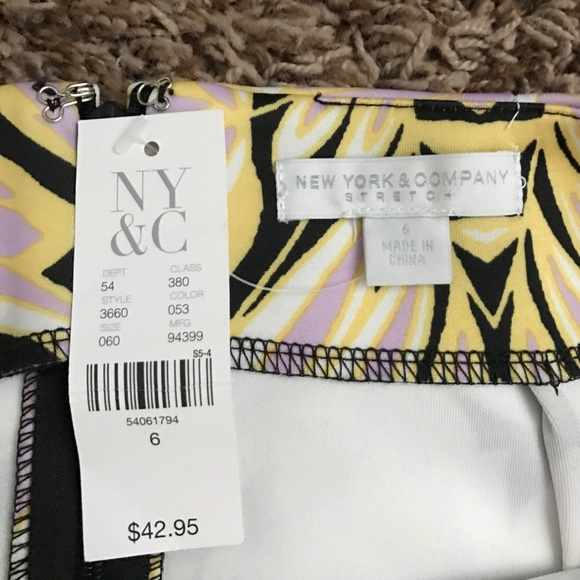 NY
&C
DEPT CLASS
54 380
STYLE COLOR
3660 053
SIZE MFG
060 94399
S5-4
54061794
6
$42.95
NEW YORK & COMPANY
STRETCH
6
MADE IN
CHINA